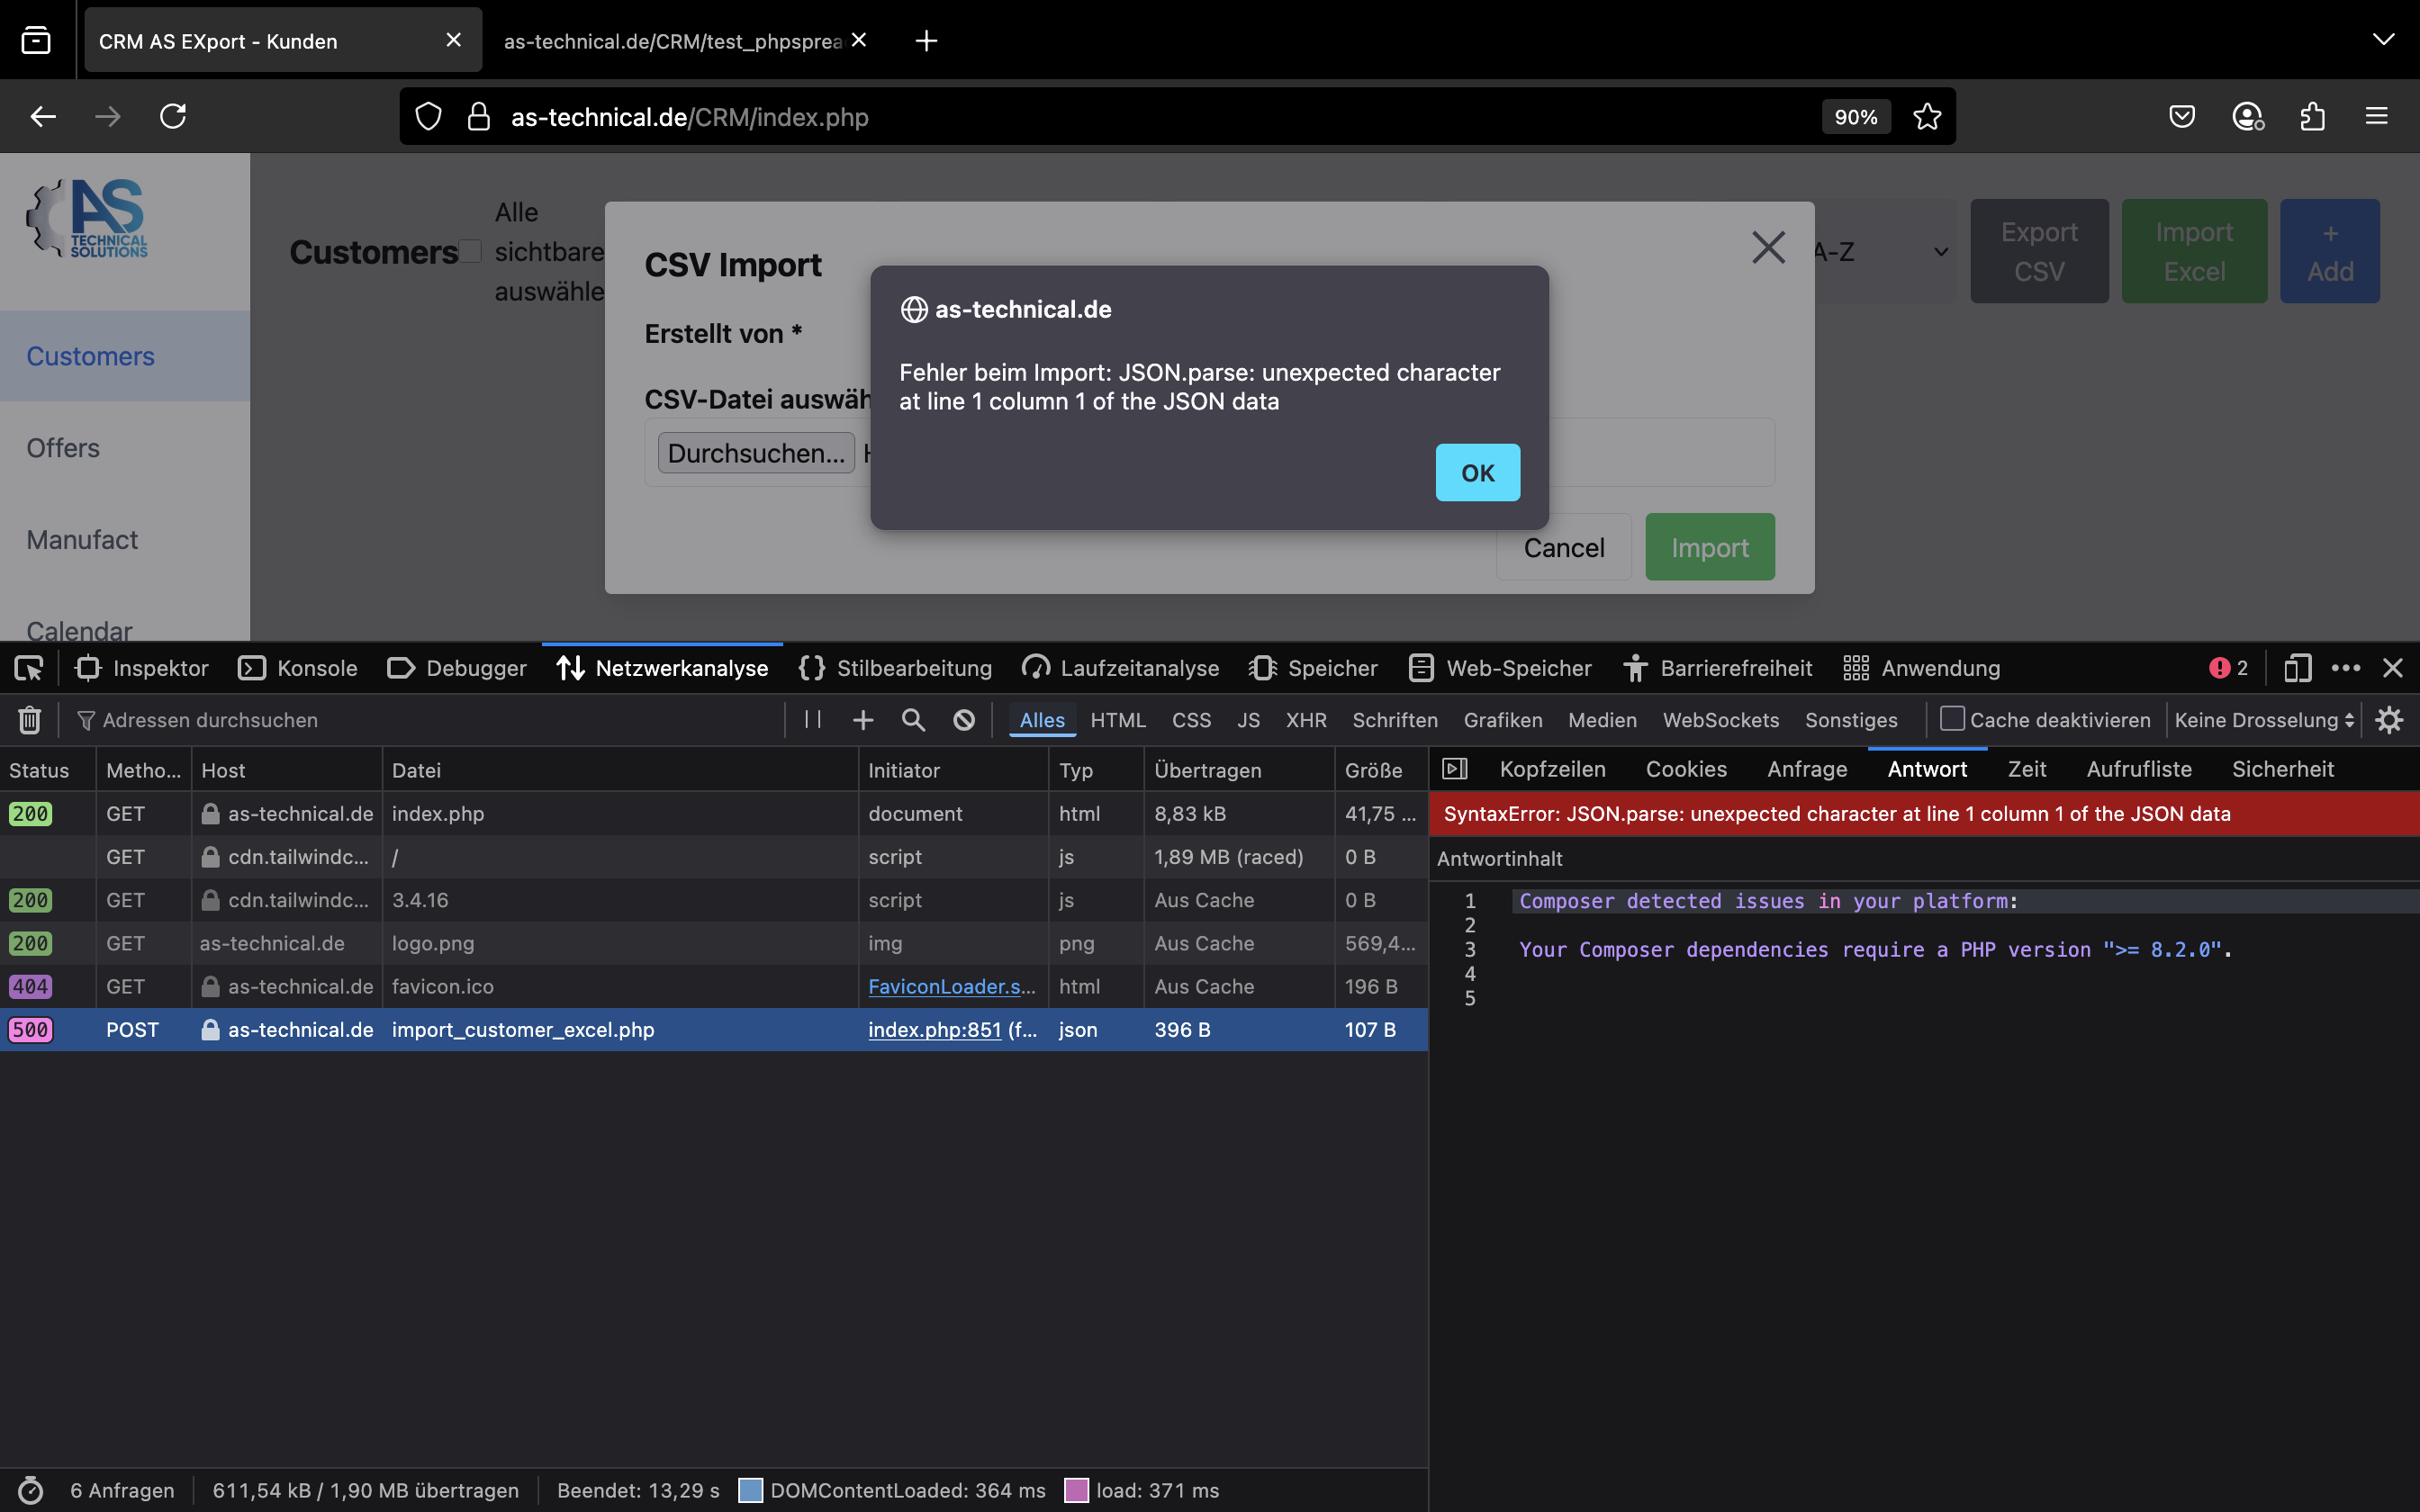 CRM AS EXport - Kunden
as-technical.de/CRM/test_phpsprea
as-technical.de/CRM/index.php
90%
AS
TECHNICAL
SOLUTIONS
Customers
Offers
Manufact
Calendar
Customers
Alle
sichtbare
auswähle
A-Z
Export
CSV
Import
Excel
+
Add
CSV Import
Erstellt von *
CSV-Datei auswäh
Durchsuchen...
Cancel
Import
as-technical.de
Fehler beim Import: JSON.parse: unexpected character
at line 1 column 1 of the JSON data
OK
Inspektor Konsole Debugger Netzwerkanalyse Stilbearbeitung Laufzeitanalyse Speicher Web-Speicher Barrierefreiheit Anwendung 2
Adressen durchsuchen Alles HTML CSS JS XHR Schriften Grafiken Medien WebSockets Sonstiges Cache deaktivieren Keine Drosselung
Status Metho... Host Datei Initiator Typ Übertragen Größe
200 GET as-technical.de index.php document html 8,83 kB 41,75 ...
GET cdn.tailwindc... / script js 1,89 MB (raced) 0 B
200 GET cdn.tailwindc... 3.4.16 script js Aus Cache 0 B
200 GET as-technical.de logo.png img png Aus Cache 569,4...
404 GET as-technical.de favicon.ico FaviconLoader.s... html Aus Cache 196 B
500 POST as-technical.de import_customer_excel.php index.php:851 (f... json 396 B 107 B
Kopfzeilen Cookies Anfrage Antwort Zeit Aufrufliste Sicherheit
SyntaxError: JSON.parse: unexpected character at line 1 column 1 of the JSON data
Antwortinhalt
1 Composer detected issues in your platform:
2
3 Your Composer dependencies require a PHP version ">= 8.2.0".
4
5
6 Anfragen 611,54 kB / 1,90 MB übertragen Beendet: 13,29 s DOMContentLoaded: 364 ms load: 371 ms